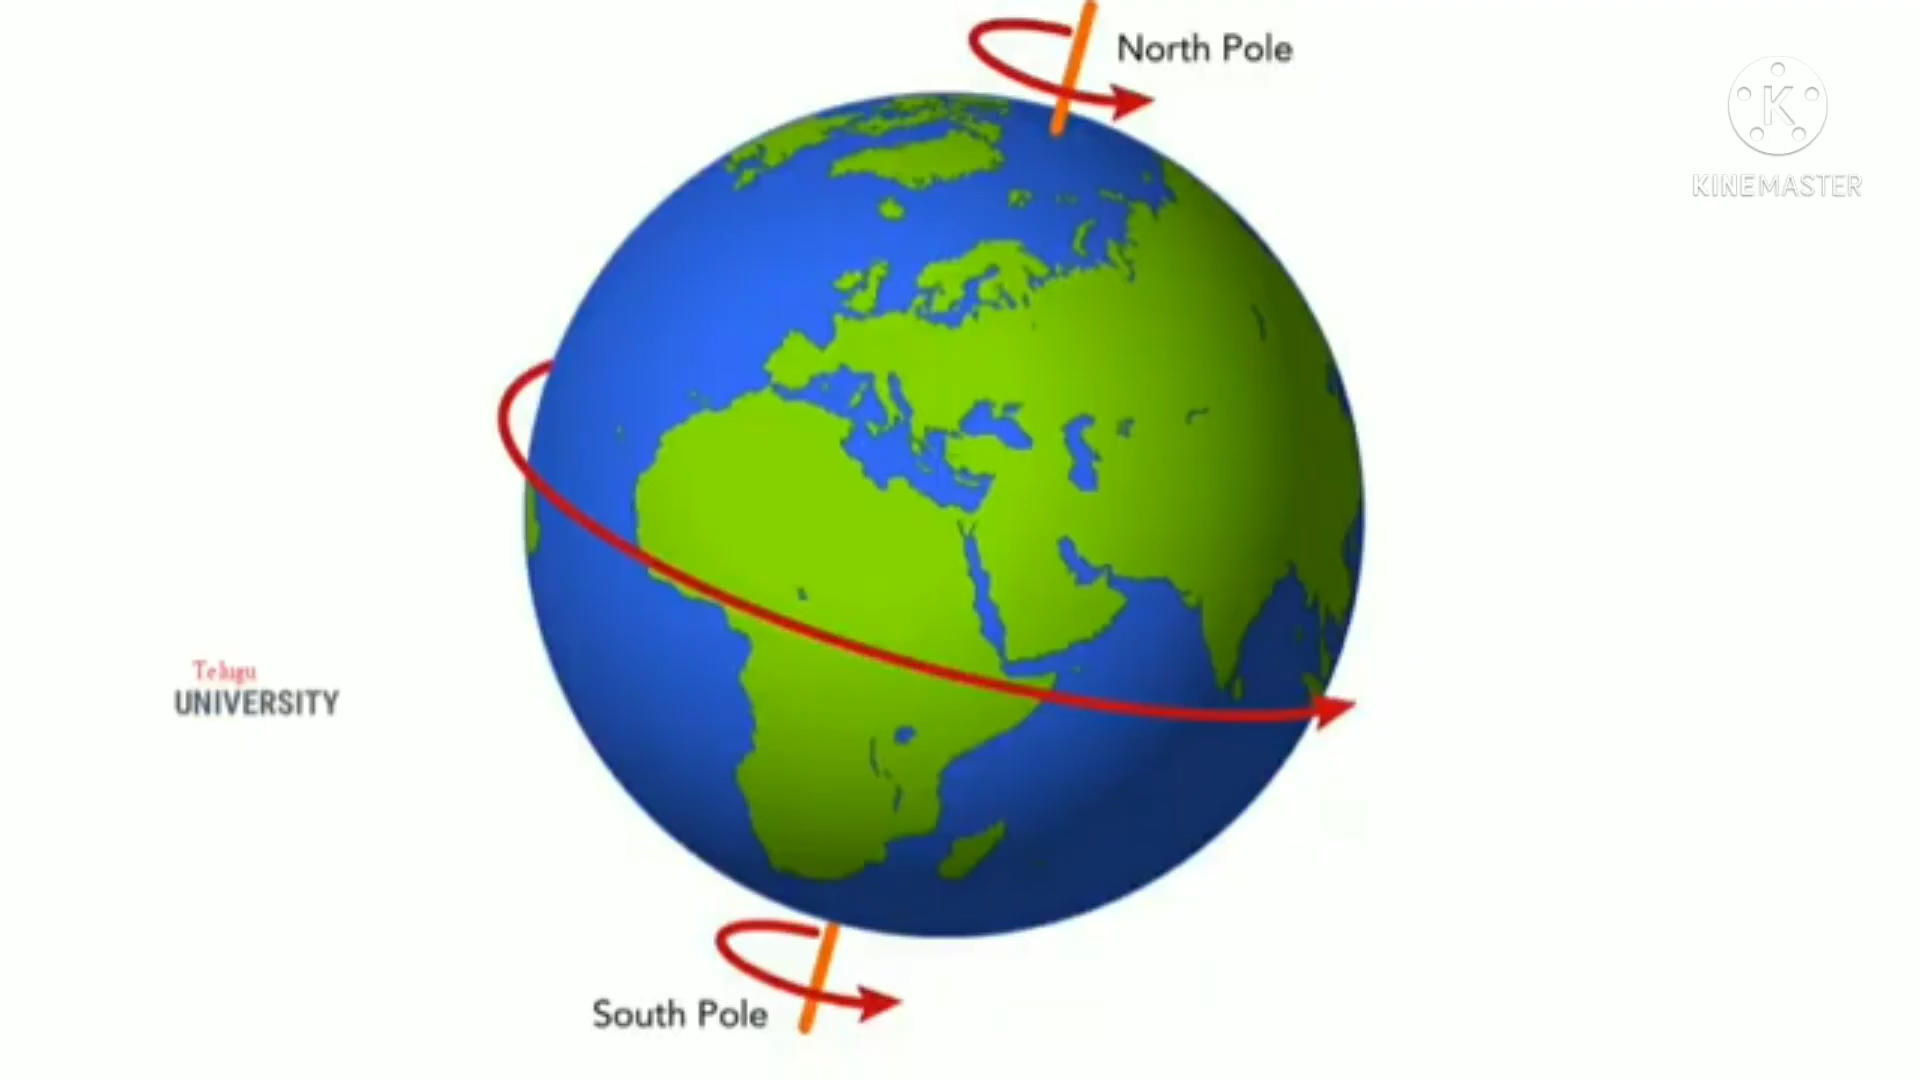 North Pole
K
KINEMASTER
Telugu
UNIVERSITY
South Pole